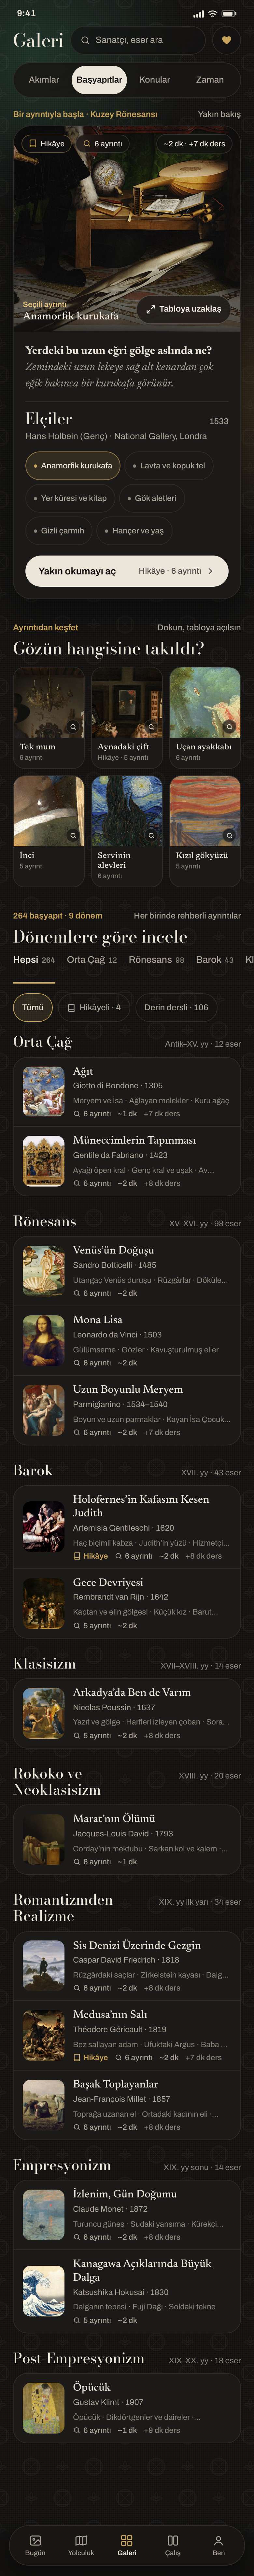 9:41
Galeri
Sanatçı, eser ara
Akımlar
Başyapıtlar
Konular
Zaman
Bir ayrıntıyla başla · Kuzey Rönesansı
Yakın bakış
Hikâye
6 ayrıntı
~2 dk · +7 dk ders
Seçili ayrıntı
Anamorfik kurukafa
Tabloya uzaklaş
Yerdeki bu uzun eğri gölge aslında ne?
Zemindeki uzun lekeye sağ alt kenardan çok
eğik bakınca bir kurukafa görünür.
Elçiler
1533
Hans Holbein (Genç) · National Gallery, Londra
Anamorfik kurukafa
Lavta ve kopuk tel
Yer küresi ve kitap
Gök aletleri
Gizli çarmıh
Hançer ve yaş
Yakın okumayı aç
Hikâye · 6 ayrıntı
Ayrıntıdan keşfet
Dokun, tabloya açılsın
Gözün hangisine takıldı?
Tek mum
6 ayrıntı
Aynadaki çift
Hikâye · 5 ayrıntı
Uçan ayakkabı
6 ayrıntı
İnci
5 ayrıntı
Servinin
alevleri
6 ayrıntı
Kızıl gökyüzü
5 ayrıntı
264 başyapıt · 9 dönem
Her birinde rehberli ayrıntılar
Dönemlere göre incele
Hepsi 264
Orta Çağ 12
Rönesans 98
Barok 43
Kl
Tümü
Hikâyeli · 4
Derin dersli · 106
Orta Çağ
Antik–XV. yy · 12 eser
Ağıt
Giotto di Bondone · 1305
Meryem ve İsa · Ağlayan melekler · Kuru ağaç
6 ayrıntı ~1 dk +7 dk ders
Müneccimlerin Tapınması
Gentile da Fabriano · 1423
Ayağı öpen kral · Genç kral ve uşak · Av...
6 ayrıntı ~2 dk +8 dk ders
Rönesans
XV–XVI. yy · 98 eser
Venüs'ün Doğuşu
Sandro Botticelli · 1485
Utangaç Venüs duruşu · Rüzgârlar · Döküle...
6 ayrıntı ~2 dk
Mona Lisa
Leonardo da Vinci · 1503
Gülümseme · Gözler · Kavuşturulmuş eller
6 ayrıntı ~2 dk
Uzun Boyunlu Meryem
Parmigianino · 1534–1540
Boyun ve uzun parmaklar · Kayan İsa Çocuk...
6 ayrıntı ~2 dk +7 dk ders
Barok
XVII. yy · 43 eser
Holofernes'in Kafasını Kesen
Judith
Artemisia Gentileschi · 1620
Haç biçimli kabza · Judith'in yüzü · Hizmetçi...
Hikâye 6 ayrıntı ~2 dk +8 dk ders
Gece Devriyesi
Rembrandt van Rijn · 1642
Kaptan ve elin gölgesi · Küçük kız · Barut...
5 ayrıntı ~2 dk
Klasisizm
XVII–XVIII. yy · 14 eser
Arkadya'da Ben de Varım
Nicolas Poussin · 1637
Yazıt ve gölge · Harfleri izleyen çoban · Sora...
5 ayrıntı ~2 dk +8 dk ders
Rokoko ve
Neoklasisizm
XVIII. yy · 20 eser
Marat'nın Ölümü
Jacques-Louis David · 1793
Corday'nin mektubu · Sarkan kol ve kalem ·...
6 ayrıntı ~1 dk
Romantizmden
Realizme
XIX. yy ilk yarı · 34 eser
Sis Denizi Üzerinde Gezgin
Caspar David Friedrich · 1818
Rüzgârdaki saçlar · Zirkelstein kayası · Dalg...
6 ayrıntı ~2 dk +8 dk ders
Medusa'nın Salı
Théodore Géricault · 1819
Bez sallayan adam · Ufuktaki Argus · Baba ...
Hikâye 6 ayrıntı ~2 dk +7 dk ders
Başak Toplayanlar
Jean-François Millet · 1857
Toprağa uzanan el · Ortadaki kadının eli ·...
6 ayrıntı ~2 dk +8 dk ders
Empresyonizm
XIX. yy sonu · 14 eser
İzlenim, Gün Doğumu
Claude Monet · 1872
Turuncu güneş · Sudaki yansıma · Kürekçi...
6 ayrıntı ~2 dk +8 dk ders
Kanagawa Açıklarında Büyük
Dalga
Katsushika Hokusai · 1830
Dalganın tepesi · Fuji Dağı · Soldaki tekne
5 ayrıntı ~2 dk
Post-Empresyonizm
XIX–XX. yy · 18 eser
Öpücük
Gustav Klimt · 1907
Öpücük · Dikdörtgenler ve daireler ·...
6 ayrıntı ~1 dk +9 dk ders
Bugün
Yolculuk
Galeri
Çalış
Ben